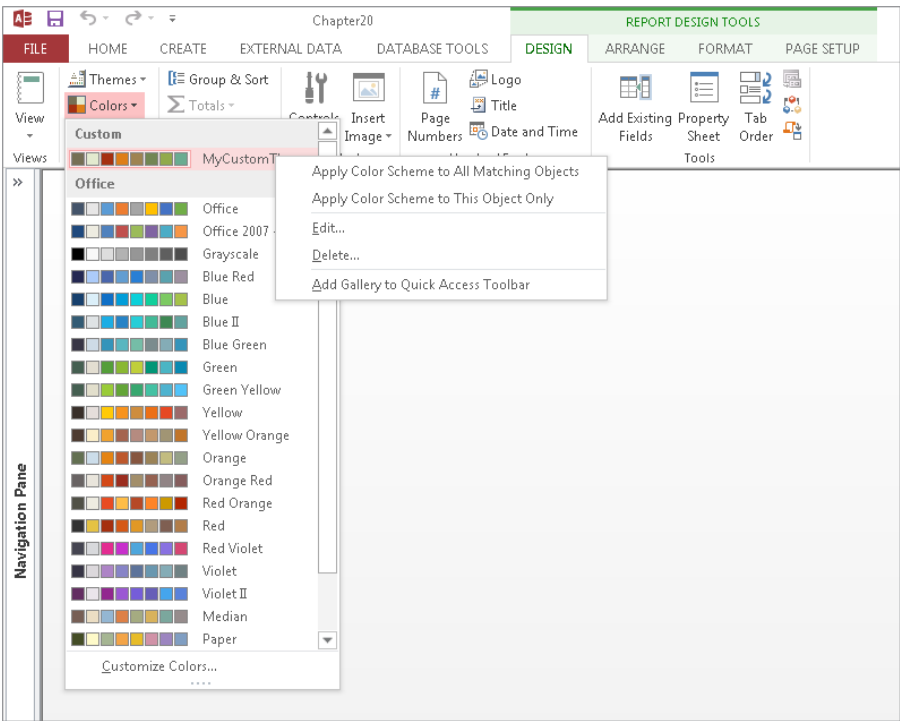 Chapter20
REPORT DESIGN TOOLS
FILE HOME CREATE EXTERNAL DATA DATABASE TOOLS DESIGN ARRANGE FORMAT PAGE SETUP
View
Views
Themes
Colors
Group & Sort
Totals
Insert
Image
#
Page
Numbers
Logo
Title
Date and Time
Add Existing
Fields
Property
Sheet
Tab
Order
Tools
Custom
Office
Office
Office 2007
Grayscale
Blue Red
Blue
Blue II
Blue Green
Green
Green Yellow
Yellow
Yellow Orange
Orange
Orange Red
Red Orange
Red
Red Violet
Violet
Violet II
Median
Paper
Customize Colors...
Apply Color Scheme to All Matching Objects
Apply Color Scheme to This Object Only
Edit...
Delete...
Add Gallery to Quick Access Toolbar
Navigation Pane